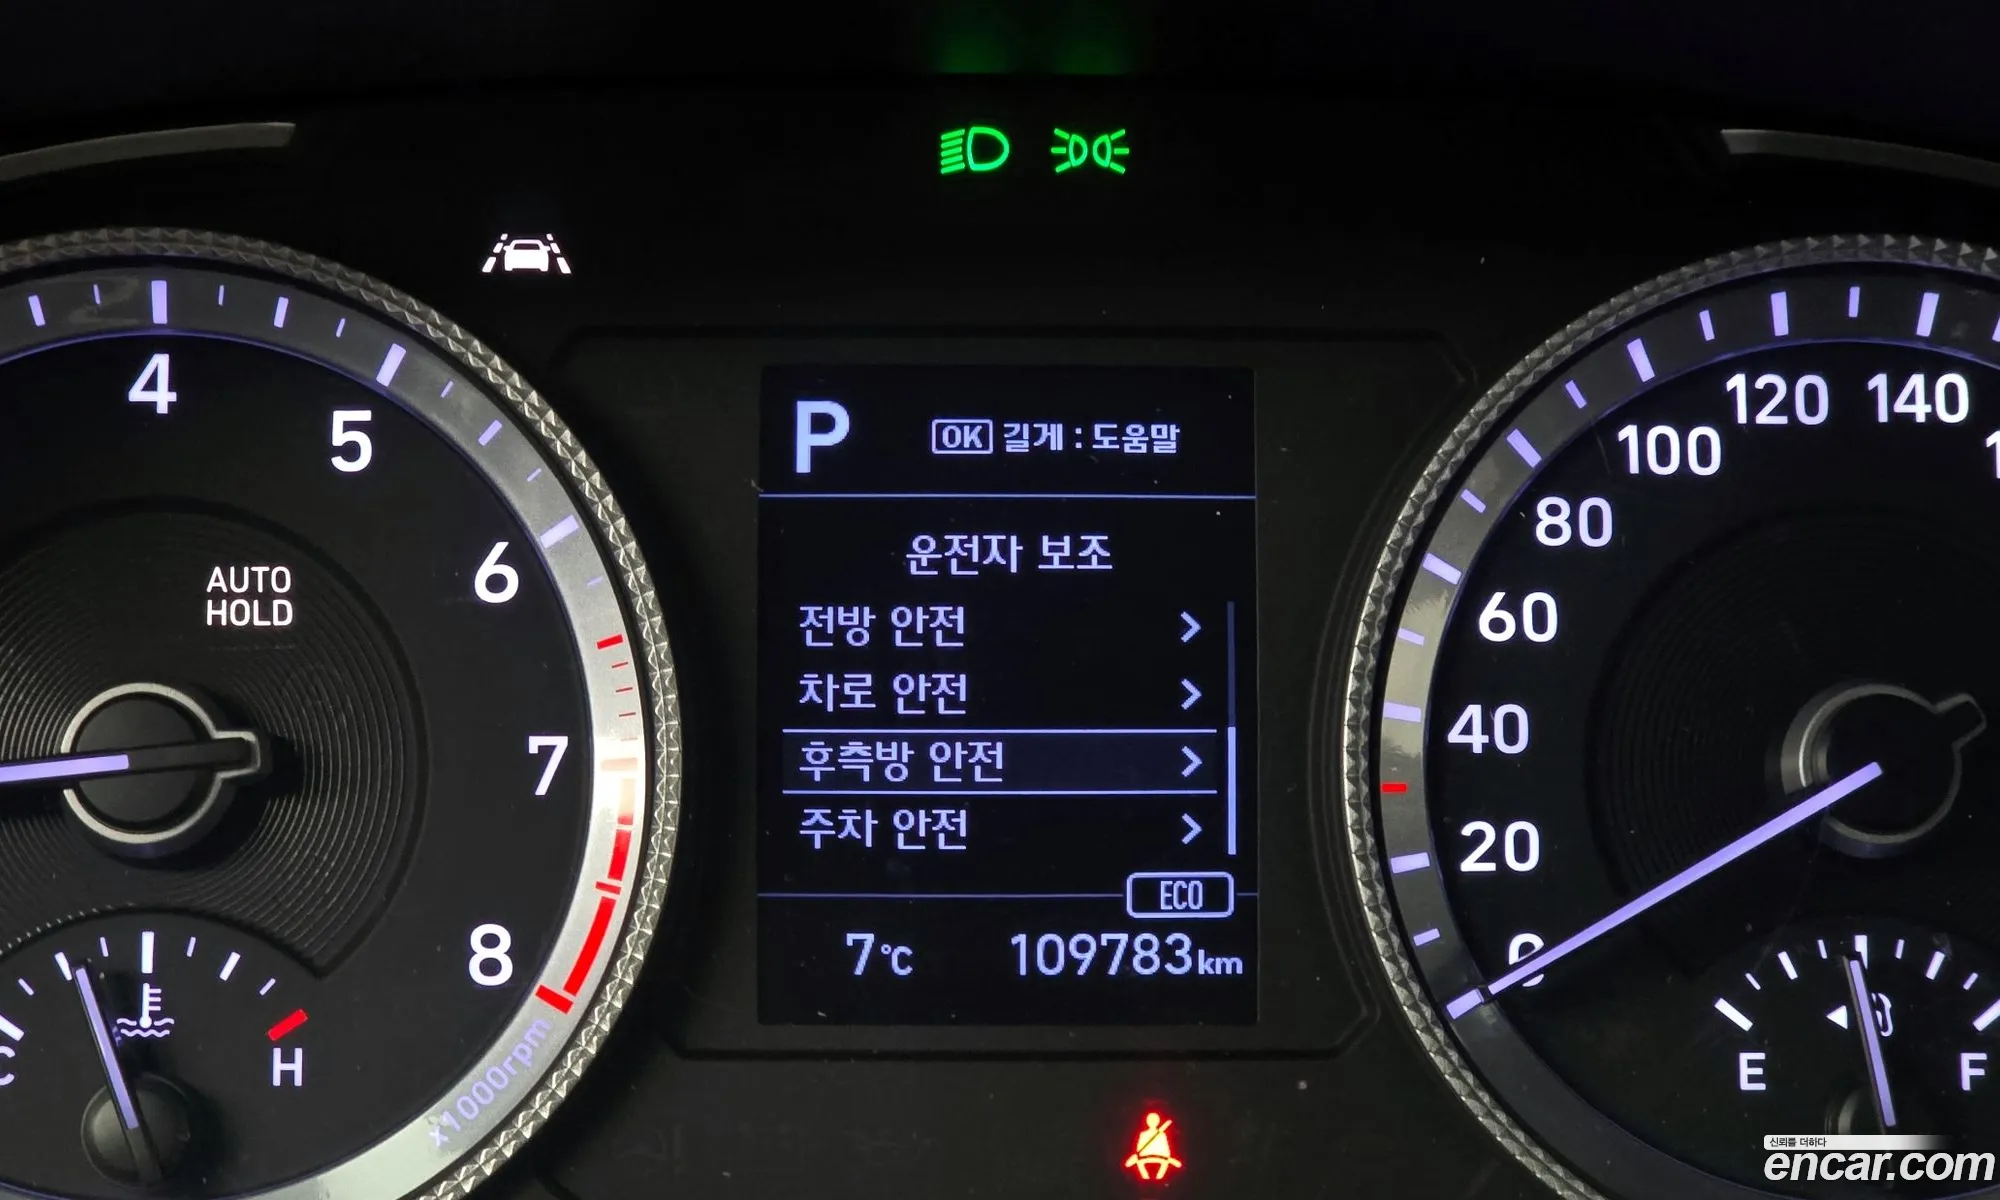 4
5
6
7
8
x1000rpm
AUTO
HOLD
C
H
P
OK 길게 : 도움말
운전자 보조
전방 안전
차로 안전
후측방 안전
주차 안전
ECO
7°C
109783km
0
20
40
60
80
100
120
140
E
F
신뢰를 더하다
encar.com